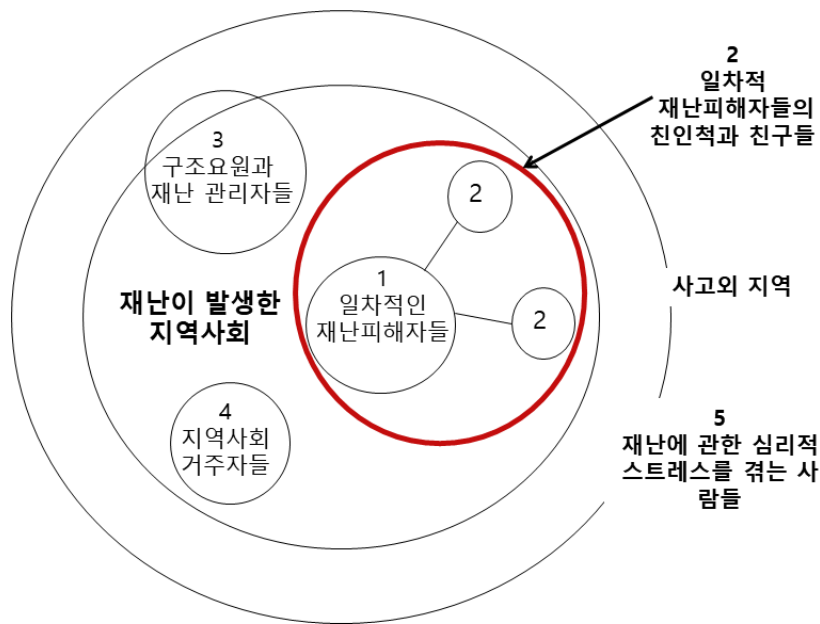 2
일차적
재난피해자들의
친인척과 친구들
3
구조요원과
재난 관리자들
2
1
일차적인
재난피해자들
2
재난이 발생한
지역사회
사고외 지역
4
지역사회
거주자들
5
재난에 관한 심리적
스트레스를 겪는 사
람들